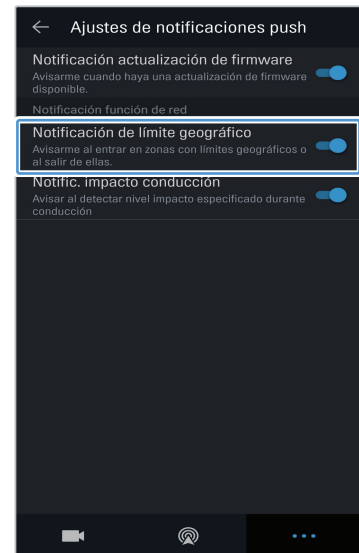 Ajustes de notificaciones push
Notificación actualización de firmware
Avisarme cuando haya una actualización de firmware
disponible.
Notificación función de red
Notificación de límite geográfico
Avisarme al entrar en zonas con límites geográficos o
al salir de ellas.
Notific. impacto conducción
Avisar al detectar nivel impacto especificado durante
conducción